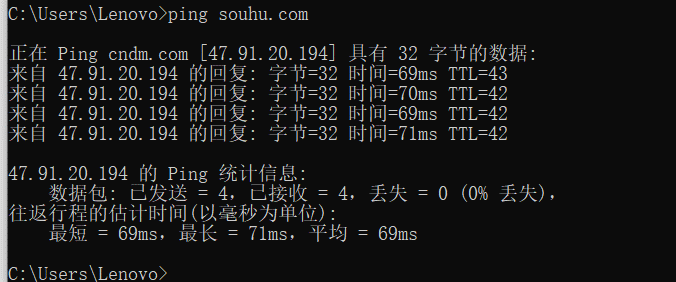 C:\Users\Lenovo>ping souhu.com
正在 Ping cndm.com [47.91.20.194] 具有 32 字节的数据:
来自 47.91.20.194 的回复: 字节=32 时间=69ms TTL=43
来自 47.91.20.194 的回复: 字节=32 时间=70ms TTL=42
来自 47.91.20.194 的回复: 字节=32 时间=69ms TTL=42
来自 47.91.20.194 的回复: 字节=32 时间=71ms TTL=42
47.91.20.194 的 Ping 统计信息:
数据包: 已发送 = 4，已接收 = 4，丢失 = 0 (0% 丢失)，
往返行程的估计时间(以毫秒为单位):
最短 = 69ms，最长 = 71ms，平均 = 69ms
C:\Users\Lenovo>